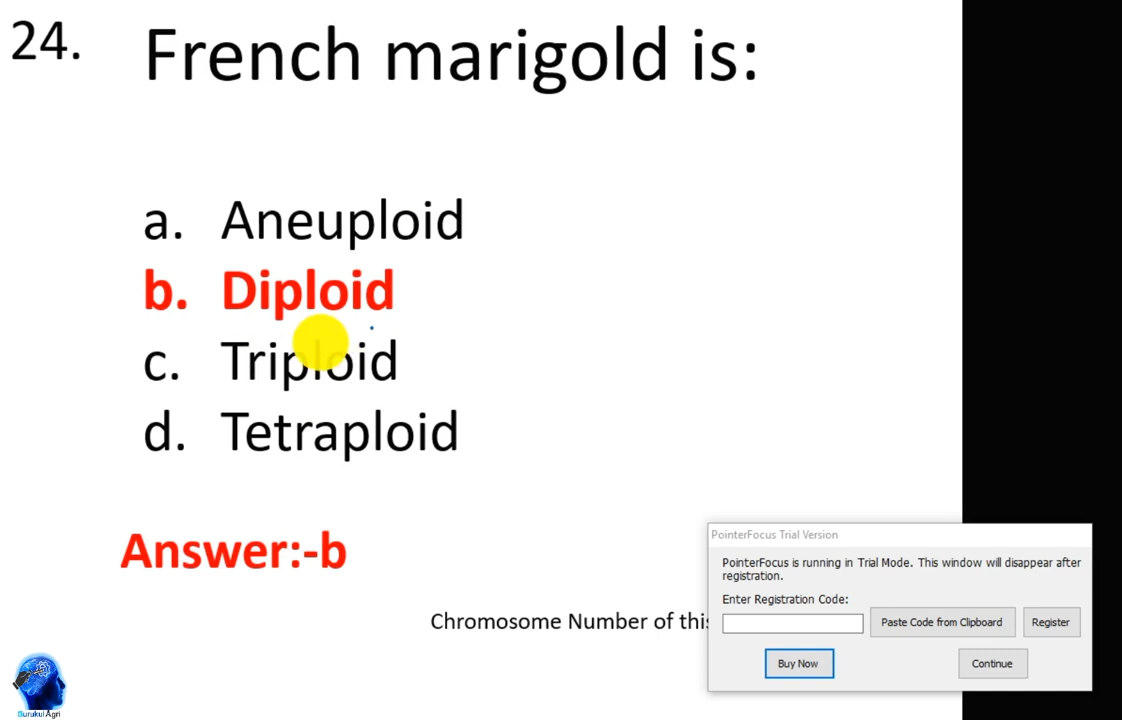 24. French marigold is:
a. Aneuploid
b. Diploid
c. Triploid
d. Tetraploid
Answer:-b
Chromosome Number of this
PointerFocus Trial Version
PointerFocus is running in Trial Mode. This window will disappear after
registration.
Enter Registration Code:
Paste Code from Clipboard
Register
Buy Now
Continue
Gurukul Agri